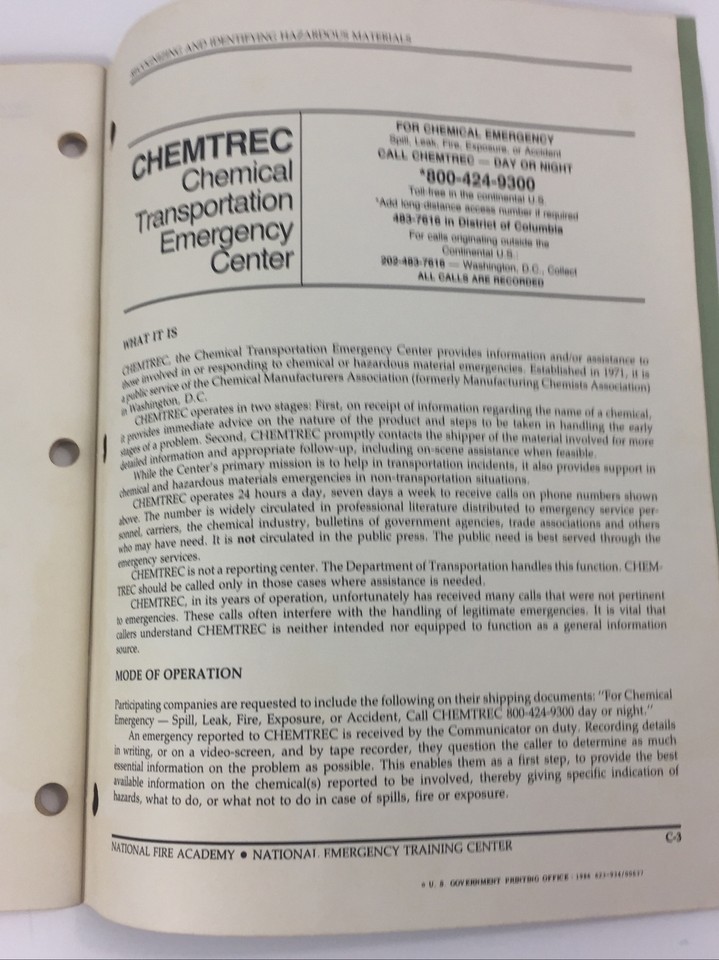 RECOGNIZING AND IDENTIFYING HAZARDOUS MATERIALS
CHEMTREC
Chemical
Transportation
Emergency
Center
FOR CHEMICAL EMERGENCY
Spill, Leak, Fire, Exposure, or Accident
CALL CHEMTREC — DAY OR NIGHT
*800-424-9300
Toll-free in the continental U.S.
*Add long-distance access number if required
483-7616 in District of Columbia
For calls originating outside the
Continental U.S.:
202-483-7616 — Washington, D.C., Collect
ALL CALLS ARE RECORDED
WHAT IT IS
CHEMTREC, the Chemical Transportation Emergency Center provides information and/or assistance to
those involved in or responding to chemical or hazardous material emergencies. Established in 1971, it is
a public service of the Chemical Manufacturers Association (formerly Manufacturing Chemists Association)
in Washington, D.C.
CHEMTREC operates in two stages: First, on receipt of information regarding the name of a chemical,
it provides immediate advice on the nature of the product and steps to be taken in handling the early
stages of a problem. Second, CHEMTREC promptly contacts the shipper of the material involved for more
detailed information and appropriate follow-up, including on-scene assistance when feasible.
While the Center's primary mission is to help in transportation incidents, it also provides support in
chemical and hazardous materials emergencies in non-transportation situations.
CHEMTREC operates 24 hours a day, seven days a week to receive calls on phone numbers shown
above. The number is widely circulated in professional literature distributed to emergency service per-
sonnel, carriers, the chemical industry, bulletins of government agencies, trade associations and others
who may have need. It is not circulated in the public press. The public need is best served through the
emergency services.
CHEMTREC is not a reporting center. The Department of Transportation handles this function. CHEM-
TREC should be called only in those cases where assistance is needed.
CHEMTREC, in its years of operation, unfortunately has received many calls that were not pertinent
to emergencies. These calls often interfere with the handling of legitimate emergencies. It is vital that
callers understand CHEMTREC is neither intended nor equipped to function as a general information
source.
MODE OF OPERATION
Participating companies are requested to include the following on their shipping documents: "For Chemical
Emergency — Spill, Leak, Fire, Exposure, or Accident, Call CHEMTREC 800-424-9300 day or night."
An emergency reported to CHEMTREC is received by the Communicator on duty. Recording details
in writing, or on a video-screen, and by tape recorder, they question the caller to determine as much
essential information on the problem as possible. This enables them as a first step, to provide the best
available information on the chemical(s) reported to be involved, thereby giving specific indication of
hazards, what to do, or what not to do in case of spills, fire or exposure.
C-3
NATIONAL FIRE ACADEMY ● NATIONAL EMERGENCY TRAINING CENTER
U. S. GOVERNMENT PRINTING OFFICE